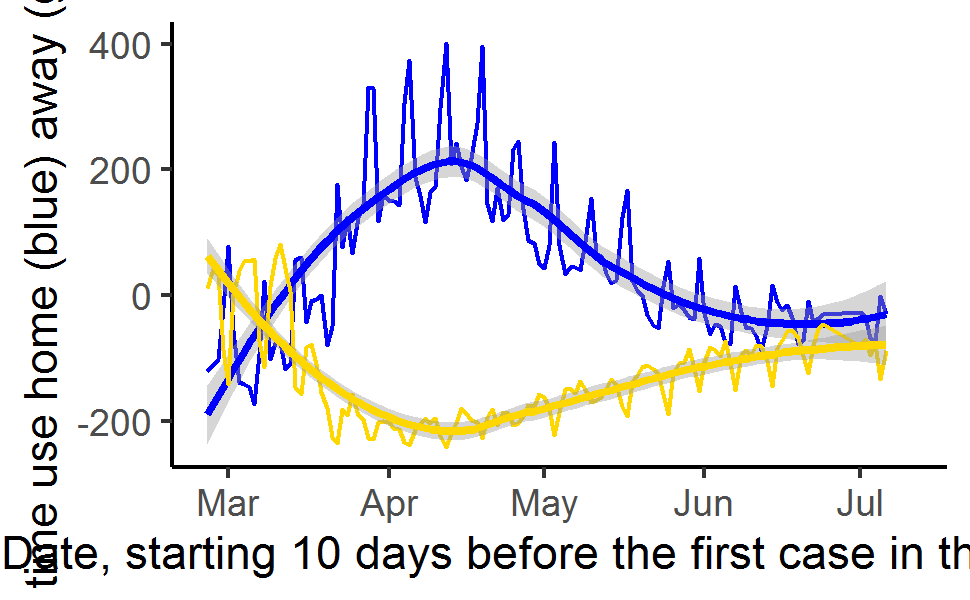 time use home (blue) away (
400
200
0
-200
Mar Apr May Jun Jul
Date, starting 10 days before the first case in th